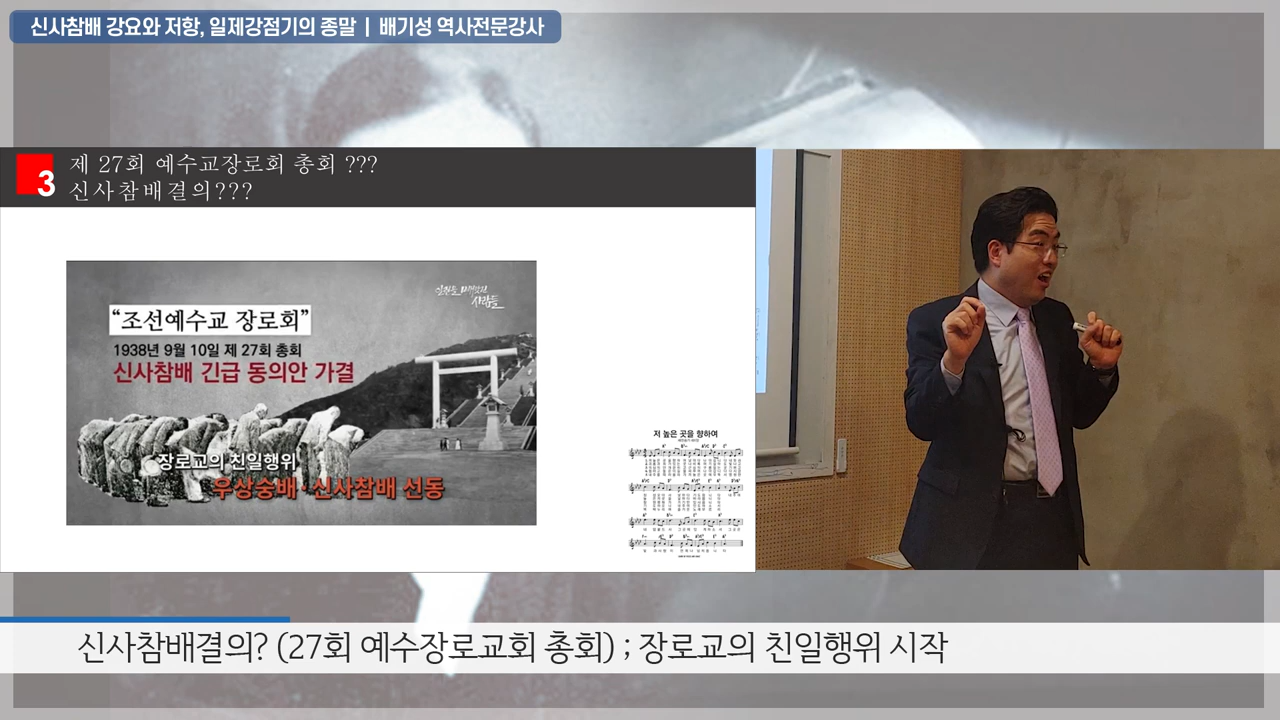 신사참배 강요와 저항, 일제강점기의 종말 | 배기성 역사전문강사
3
제 27회 예수교장로회 총회 ???
신사참배결의???
“조선예수교 장로회”
1938년 9월 10일 제 27회 총회
신사참배 긴급 동의안 가결
장로교의 친일행위
우상숭배·신사참배 선동
저 높은 곳을 향하여
신사참배결의? (27회 예수장로교회 총회) ; 장로교의 친일행위 시작